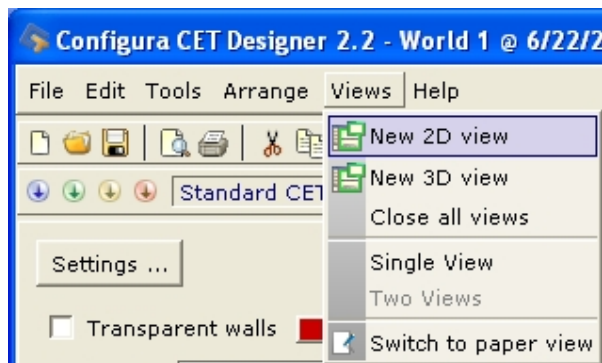 Configura CET Designer 2.2 - World 1 @ 6/22/2
File Edit Tools Arrange Views Help
New 2D view
Standard CET
New 3D view
Close all views
Settings ...
Single View
Two Views
Transparent walls
Switch to paper view